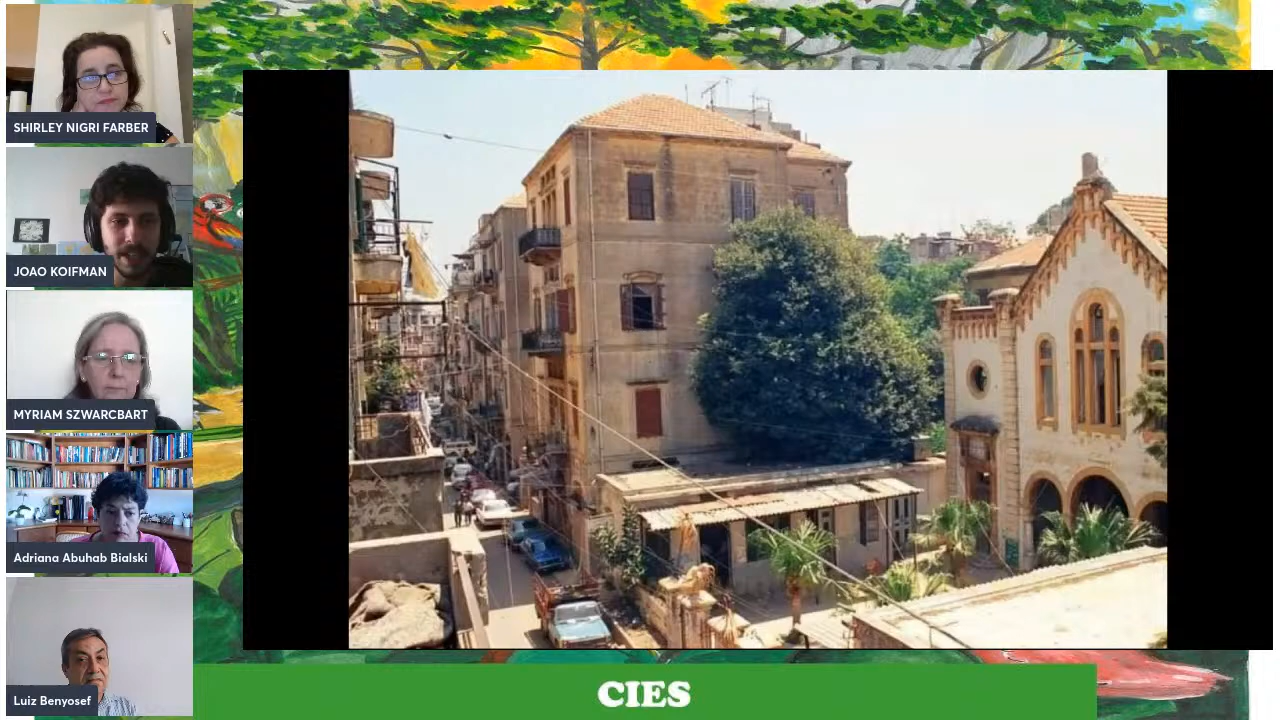 SHIRLEY NIGRI FARBER
JOAO KOIFMAN
MYRIAM SZWARCBART
Adriana Abuhab Bialski
Luiz Benyosef
CIES